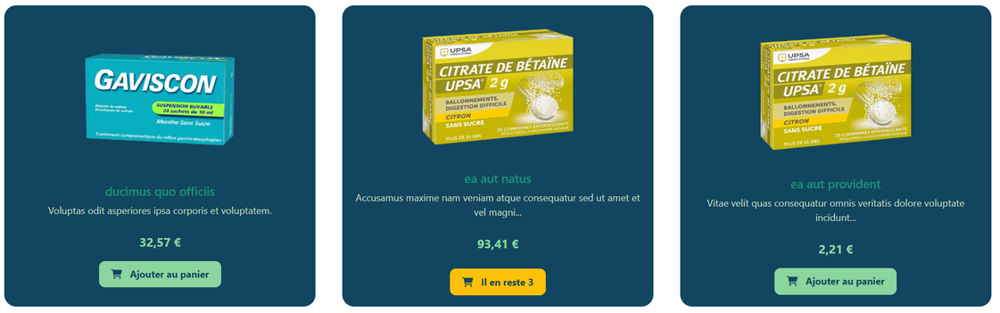 GAVISCON
Alginate de sodium
Bicarbonate de sodium
SUSPENSION BUVABLE
24 sachets de 10 ml
Menthe Sans Sucre
Traitement symptomatique du reflux gastro-œsophagien
ducimus quo officiis
Voluptas odit asperiores ipsa corporis et voluptatem.
32,57 €
Ajouter au panier
UPSA
CITRATE DE BÉTAÏNE
UPSA® 2 g
BALLONNEMENTS,
DIGESTION DIFFICILE
CITRON
SANS SUCRE
PLUS DE 15 ANS
20 COMPRIMÉS EFFERVESCENTS
ea aut natus
Accusamus maxime nam veniam atque consequatur sed ut amet et
vel magni...
93,41 €
Il en reste 3
UPSA
CITRATE DE BÉTAÏNE
UPSA® 2 g
BALLONNEMENTS,
DIGESTION DIFFICILE
CITRON
SANS SUCRE
PLUS DE 15 ANS
20 COMPRIMÉS EFFERVESCENTS
ea aut provident
Vitae velit quas consequatur omnis veritatis dolore voluptate
incidunt...
2,21 €
Ajouter au panier